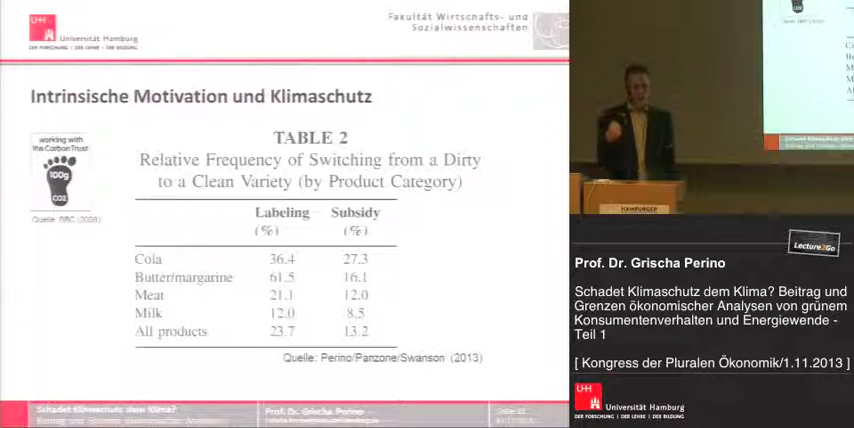 UH
Universität Hamburg
DER FORSCHUNG | DER LEHRE | DER BILDUNG
Fakultät Wirtschafts- und
Sozialwissenschaften
Intrinsische Motivation und Klimaschutz
working with
the Carbon Trust
100g
CO2
Quelle: BBC (2008)
TABLE 2
Relative Frequency of Switching from a Dirty
to a Clean Variety (by Product Category)
Labeling Subsidy
(%) (%)
Cola 36.4 27.3
Butter/margarine 61.5 16.1
Meat 21.1 12.0
Milk 12.0 8.5
All products 23.7 13.2
Quelle: Perino/Panzone/Swanson (2013)
Schadet Klimaschutz dem Klima?
Prof. Dr. Grischa Perino
HAMBURGER
Lecture2Go
Prof. Dr. Grischa Perino
Schadet Klimaschutz dem Klima? Beitrag und
Grenzen ökonomischer Analysen von grünem
Konsumentenverhalten und Energiewende -
Teil 1
[ Kongress der Pluralen Ökonomik/1.11.2013 ]
UH
Universität Hamburg
DER FORSCHUNG | DER LEHRE | DER BILDUNG